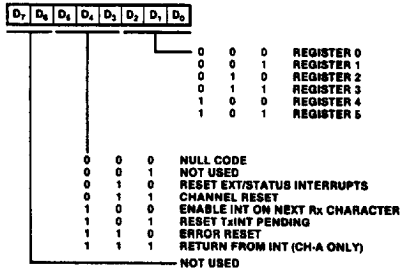 D7 D6 D5 D4 D3 D2 D1 D0
0 0 0 REGISTER 0
0 0 1 REGISTER 1
0 1 0 REGISTER 2
0 1 1 REGISTER 3
1 0 0 REGISTER 4
1 0 1 REGISTER 5
0 0 0 NULL CODE
0 0 1 NOT USED
0 1 0 RESET EXT/STATUS INTERRUPTS
0 1 1 CHANNEL RESET
1 0 0 ENABLE INT ON NEXT Rx CHARACTER
1 0 1 RESET TxINT PENDING
1 1 0 ERROR RESET
1 1 1 RETURN FROM INT (CH-A ONLY)
NOT USED